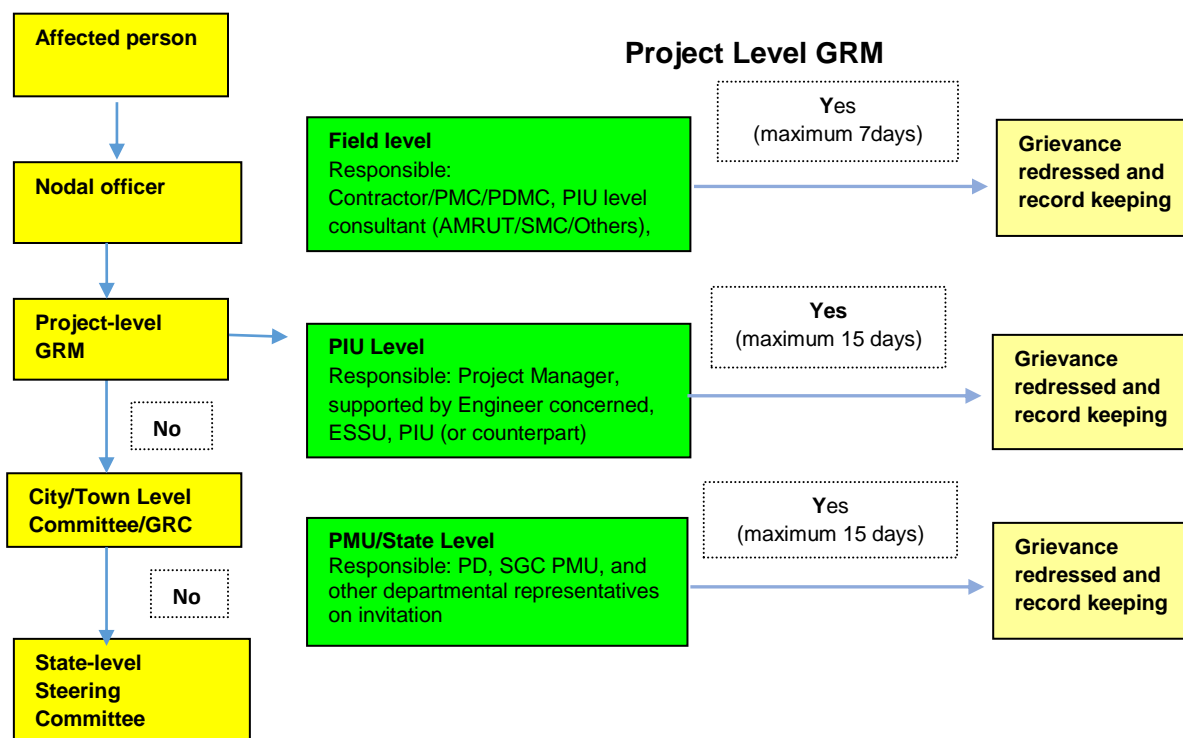 Affected person
Project Level GRM
Yes
(maximum 7days)
Field level
Responsible:
Contractor/PMC/PDMC, PIU level
consultant (AMRUT/SMC/Others),
Grievance
redressed and
record keeping
Nodal officer
Project-level
GRM
Yes
(maximum 15 days)
PIU Level
Responsible: Project Manager,
supported by Engineer concerned,
ESSU, PIU (or counterpart)
Grievance
redressed and
record keeping
No
City/Town Level
Committee/GRC
Yes
(maximum 15 days)
PMU/State Level
Responsible: PD, SGC PMU, and
other departmental representatives
on invitation
Grievance
redressed and
record keeping
No
State-level
Steering
Committee